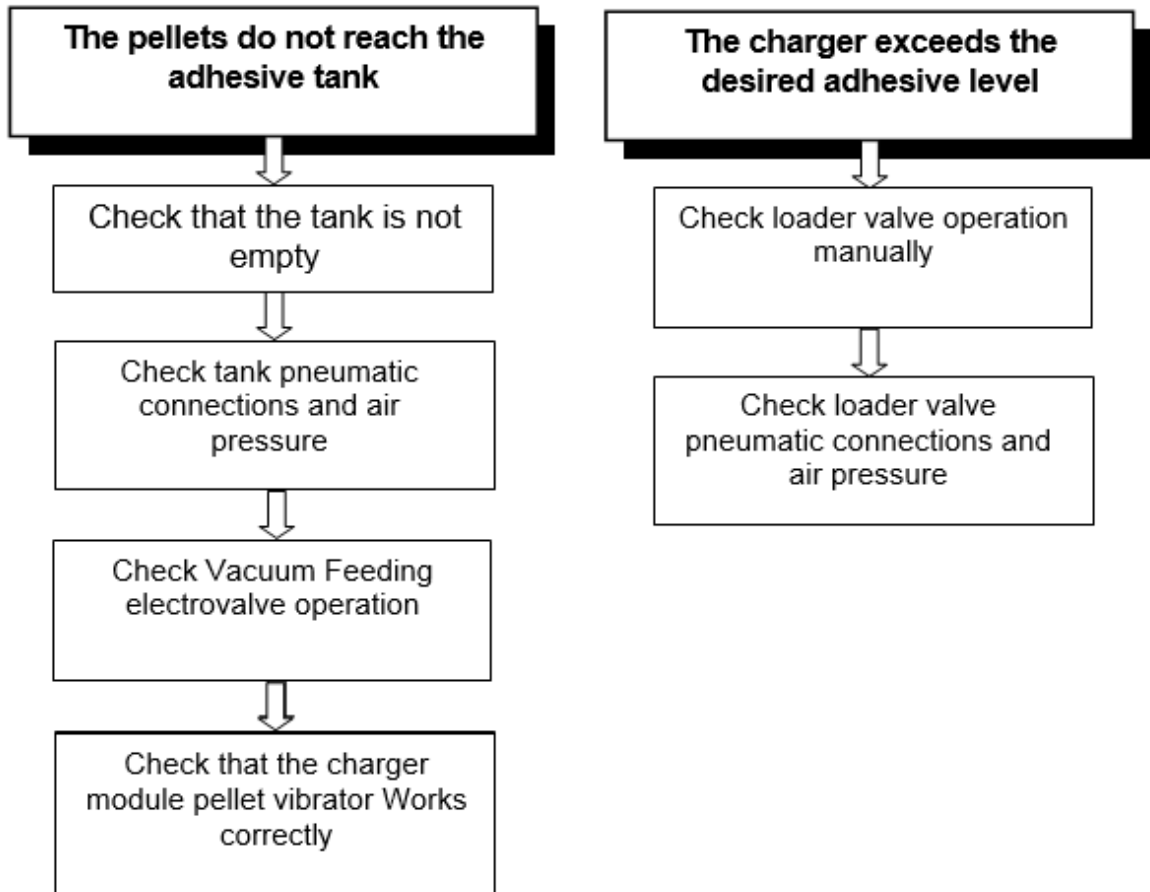 The pellets do not reach the
adhesive tank
Check that the tank is not
empty
Check tank pneumatic
connections and air
pressure
Check Vacuum Feeding
electrovalve operation
Check that the charger
module pellet vibrator Works
correctly
The charger exceeds the
desired adhesive level
Check loader valve operation
manually
Check loader valve
pneumatic connections and
air pressure